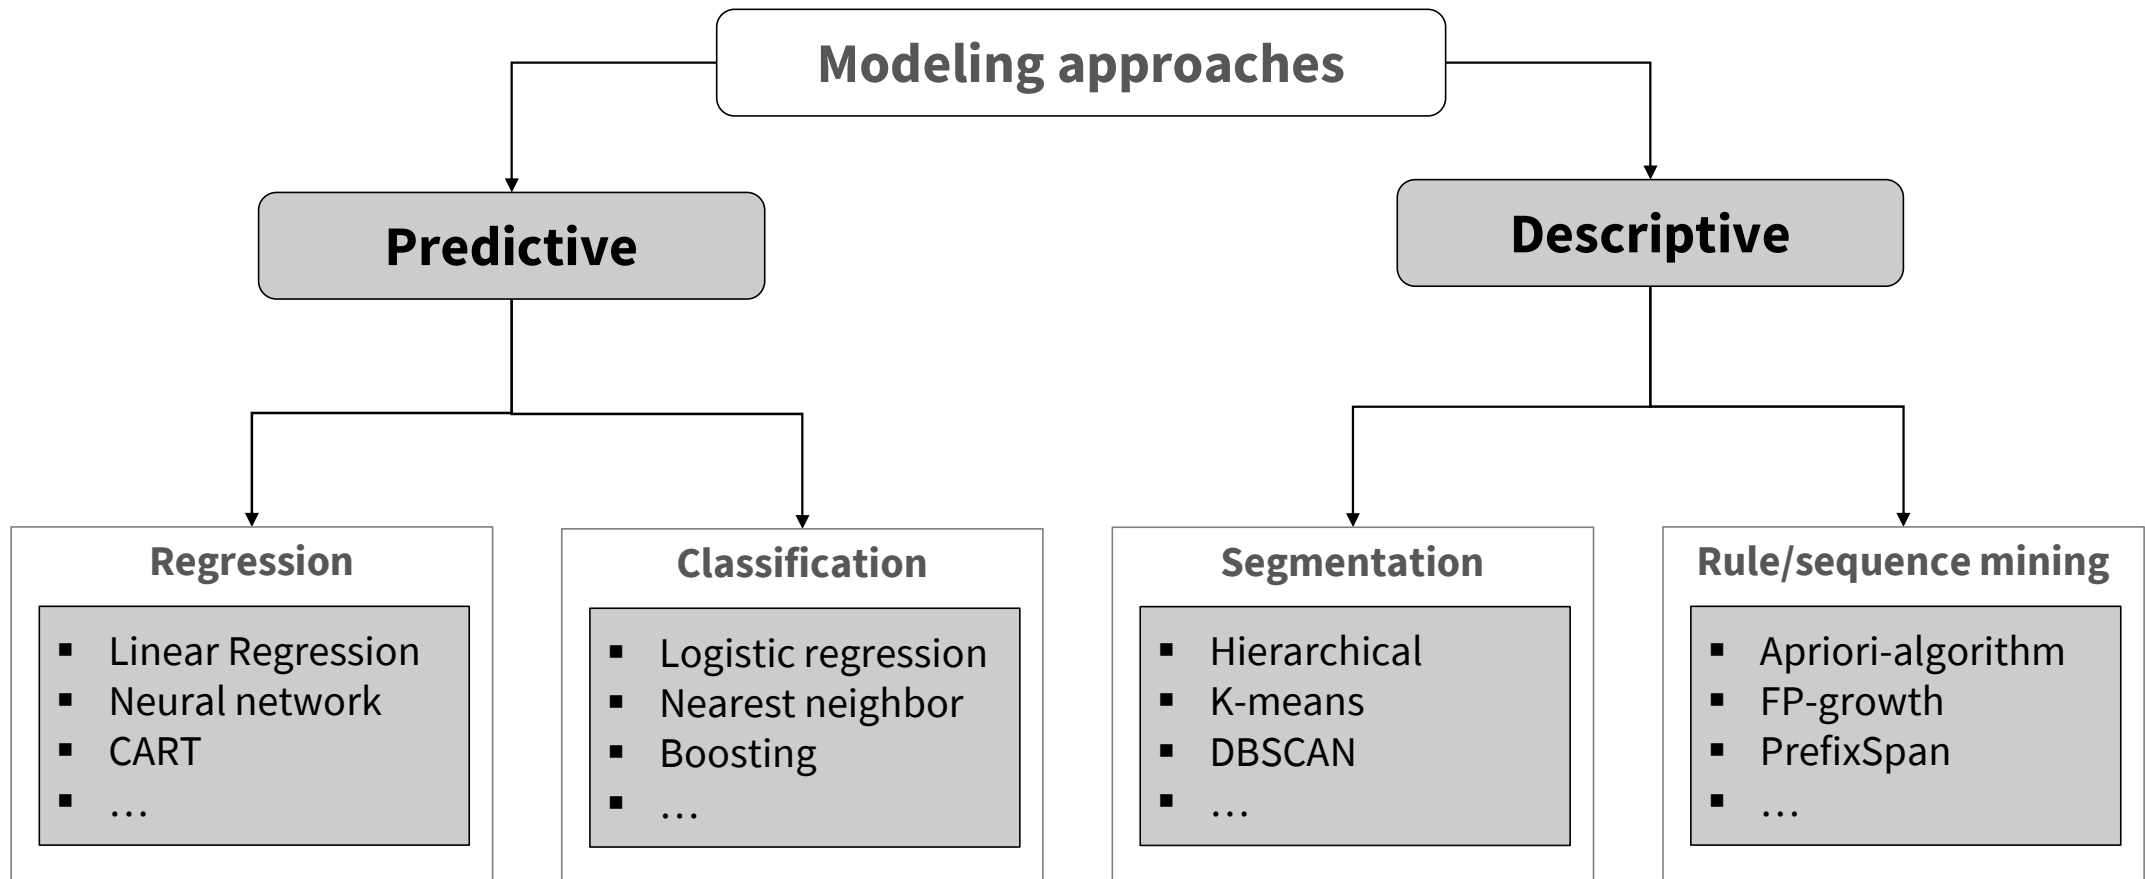 Modeling approaches
Predictive
Descriptive
Regression
▪ Linear Regression
▪ Neural network
▪ CART
▪ …
Classification
▪ Logistic regression
▪ Nearest neighbor
▪ Boosting
▪ …
Segmentation
▪ Hierarchical
▪ K-means
▪ DBSCAN
▪ …
Rule/sequence mining
▪ Apriori-algorithm
▪ FP-growth
▪ PrefixSpan
▪ …